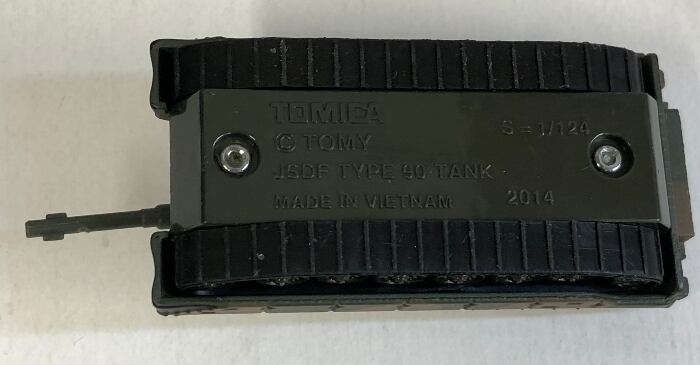 TOMICA
© TOMY
S = 1/124
JSDF TYPE 90 TANK
MADE IN VIETNAM
2014